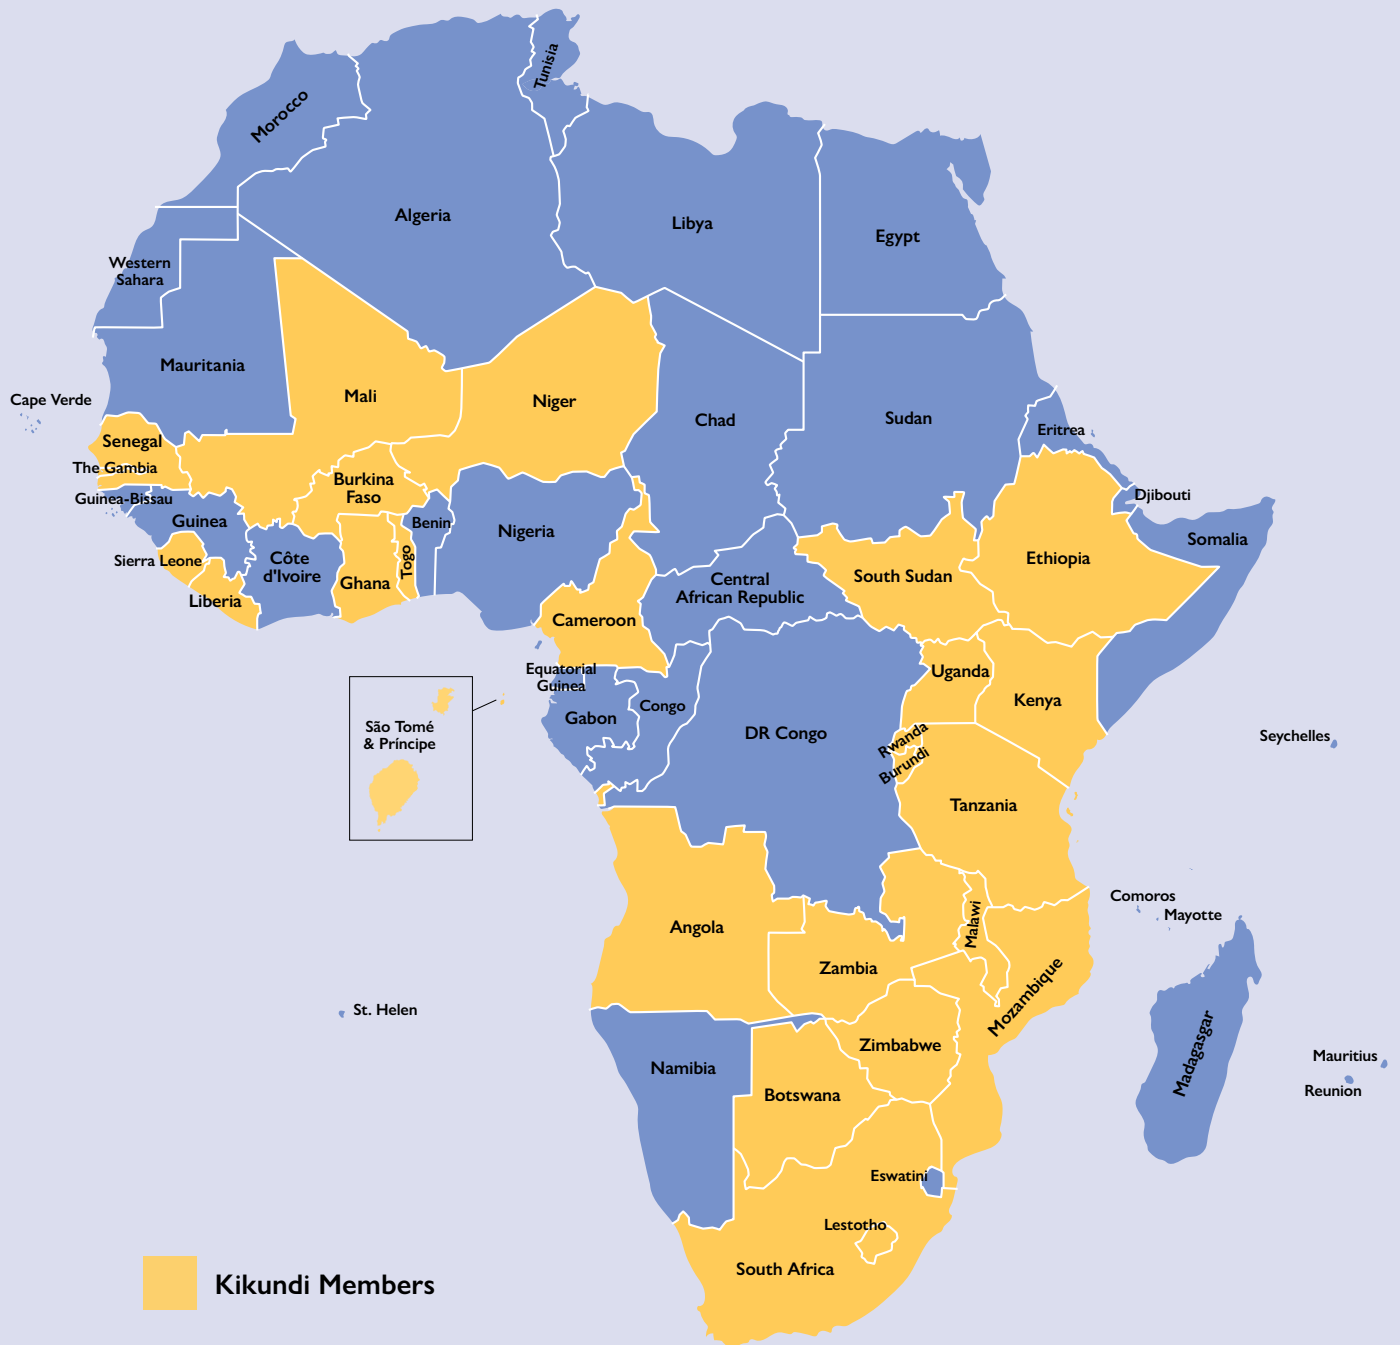 Tunisia
Morocco
Algeria
Libya
Egypt
Western
Sahara
Mauritania
Mali
Niger
Chad
Sudan
Cape Verde
Eritrea
Senegal
The Gambia
Guinea-Bissau
Burkina
Faso
Djibouti
Guinea
Benin
Nigeria
Somalia
Sierra Leone
Côte
d'Ivoire
Ghana
Togo
Ethiopia
South Sudan
Central
African Republic
Liberia
Cameroon
Equatorial
Guinea
Uganda
Kenya
Congo
Gabon
DR Congo
Rwanda
Burundi
Seychelles
São Tomé
& Príncipe
Tanzania
Comoros
Mayotte
Angola
Malawi
Zambia
Mozambique
St. Helen
Madagasgar
Zimbabwe
Mauritius
Namibia
Botswana
Reunion
Eswatini
Lestotho
South Africa
Kikundi Members